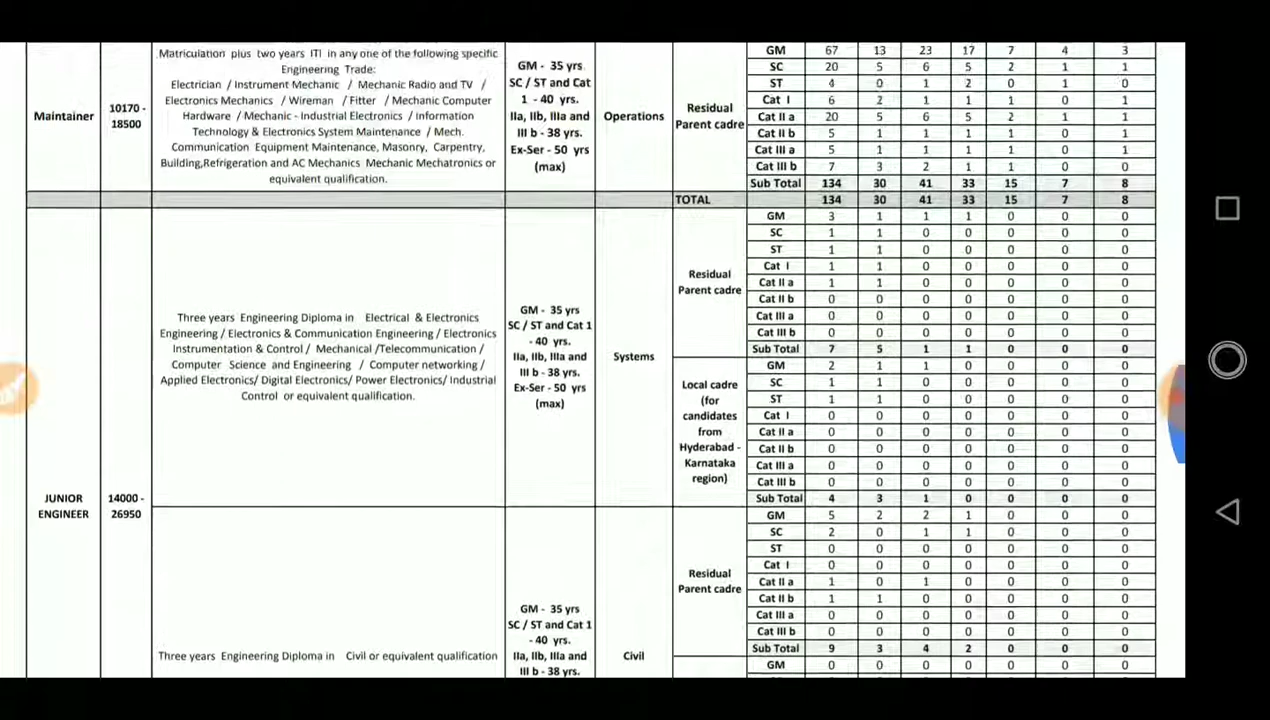 Maintainer
10170 -
18500
Matriculation plus two years ITI in any one of the following specific
Engineering Trade:
Electrician / Instrument Mechanic / Mechanic Radio and TV /
Electronics Mechanics / Wireman / Fitter / Mechanic Computer
Hardware / Mechanic - Industrial Electronics / Information
Technology & Electronics System Maintenance / Mech.
Communication Equipment Maintenance, Masonry, Carpentry,
Building,Refrigeration and AC Mechanics Mechanic Mechatronics or
equivalent qualification.
GM - 35 yrs
SC / ST and Cat
1 - 40 yrs.
IIa, IIb, IIIa and
III b - 38 yrs.
Ex-Ser - 50 yrs
(max)
Operations
Residual
Parent cadre
GM 67 13 23 17 7 4 3
SC 20 5 6 5 2 1 1
ST 4 0 1 2 0 1 0
Cat I 6 2 1 1 1 0 1
Cat II a 20 5 6 5 2 1 1
Cat II b 5 1 1 1 1 0 1
Cat III a 5 1 1 1 1 0 1
Cat III b 7 3 2 1 1 0 0
Sub Total 134 30 41 33 15 7 8
TOTAL 134 30 41 33 15 7 8
JUNIOR
ENGINEER
14000 -
26950
Three years Engineering Diploma in Electrical & Electronics
Engineering / Electronics & Communication Engineering / Electronics
Instrumentation & Control / Mechanical /Telecommunication /
Computer Science and Engineering / Computer networking /
Applied Electronics/ Digital Electronics/ Power Electronics/ Industrial
Control or equivalent qualification.
GM - 35 yrs
SC / ST and Cat 1
- 40 yrs.
IIa, IIb, IIIa and
III b - 38 yrs.
Ex-Ser - 50 yrs
(max)
Systems
Residual
Parent cadre
GM 3 1 1 1 0 0 0
SC 1 1 0 0 0 0 0
ST 1 1 0 0 0 0 0
Cat I 1 1 0 0 0 0 0
Cat II a 1 1 0 0 0 0 0
Cat II b 0 0 0 0 0 0 0
Cat III a 0 0 0 0 0 0 0
Cat III b 0 0 0 0 0 0 0
Sub Total 7 5 1 1 0 0 0
Local cadre
(for
candidates
from
Hyderabad -
Karnataka
region)
GM 2 1 1 0 0 0 0
SC 1 1 0 0 0 0 0
ST 1 1 0 0 0 0 0
Cat I 0 0 0 0 0 0 0
Cat II a 0 0 0 0 0 0 0
Cat II b 0 0 0 0 0 0 0
Cat III a 0 0 0 0 0 0 0
Cat III b 0 0 0 0 0 0 0
Sub Total 4 3 1 0 0 0 0
Three years Engineering Diploma in Civil or equivalent qualification
GM - 35 yrs
SC / ST and Cat 1
- 40 yrs.
IIa, IIb, IIIa and
III b - 38 yrs.
Civil
Residual
Parent cadre
GM 5 2 2 1 0 0 0
SC 2 0 1 1 0 0 0
ST 0 0 0 0 0 0 0
Cat I 0 0 0 0 0 0 0
Cat II a 1 0 1 0 0 0 0
Cat II b 1 1 0 0 0 0 0
Cat III a 0 0 0 0 0 0 0
Cat III b 0 0 0 0 0 0 0
Sub Total 9 3 4 2 0 0 0
GM 0 0 0 0 0 0 0